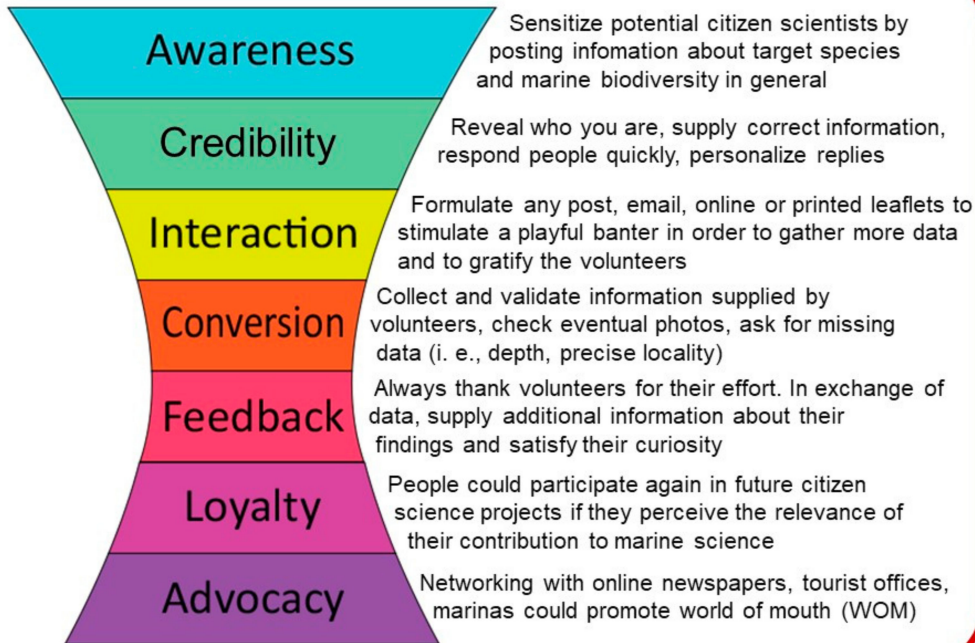 Awareness
Sensitize potential citizen scientists by
posting infomation about target species
and marine biodiversity in general
Credibility
Reveal who you are, supply correct information,
respond people quickly, personalize replies
Interaction
Formulate any post, email, online or printed leaflets to
stimulate a playful banter in order to gather more data
and to gratify the volunteers
Conversion
Collect and validate information supplied by
volunteers, check eventual photos, ask for missing
data (i. e., depth, precise locality)
Feedback
Always thank volunteers for their effort. In exchange of
data, supply additional information about their
findings and satisfy their curiosity
Loyalty
People could participate again in future citizen
science projects if they perceive the relevance of
their contribution to marine science
Advocacy
Networking with online newspapers, tourist offices,
marinas could promote world of mouth (WOM)